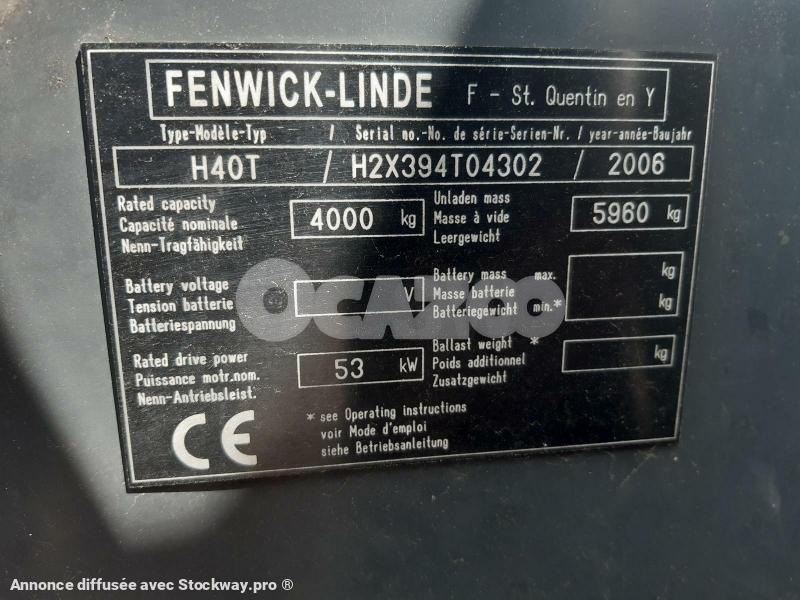 FENWICK-LINDE F - St. Quentin en Y
Type-Modèle-Typ / Serial no.-No. de série-Serien-Nr. / year-année-Baujahr
H40T / H2X394T04302 / 2006
Rated capacity
Capacité nominale
Nenn-Tragfähigkeit
4000 kg
Unladen mass
Masse à vide
Leergewicht
5960 kg
Battery voltage
Tension batterie
Batteriespannung
V
Battery mass max.
Masse batterie
Batteriegewicht min.*
kg
kg
Rated drive power
Puissance motr.nom.
Nenn-Antriebsleist.
53 kW
Ballast weight *
Poids additionnel
Zusatzgewicht
kg
CE
* see Operating instructions
voir Mode d'emploi
siehe Betriebsanleitung
OCAZOO
Annonce diffusée avec Stockway.pro ®